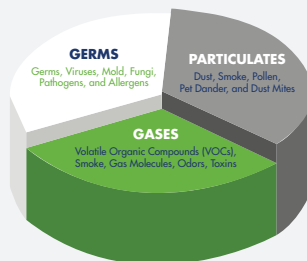 GERMS
Germs, Viruses, Mold, Fungi,
Pathogens, and Allergens
PARTICULATES
Dust, Smoke, Pollen,
Pet Dander, and Dust Mites
GASES
Volatile Organic Compounds (VOCs),
Smoke, Gas Molecules, Odors, Toxins